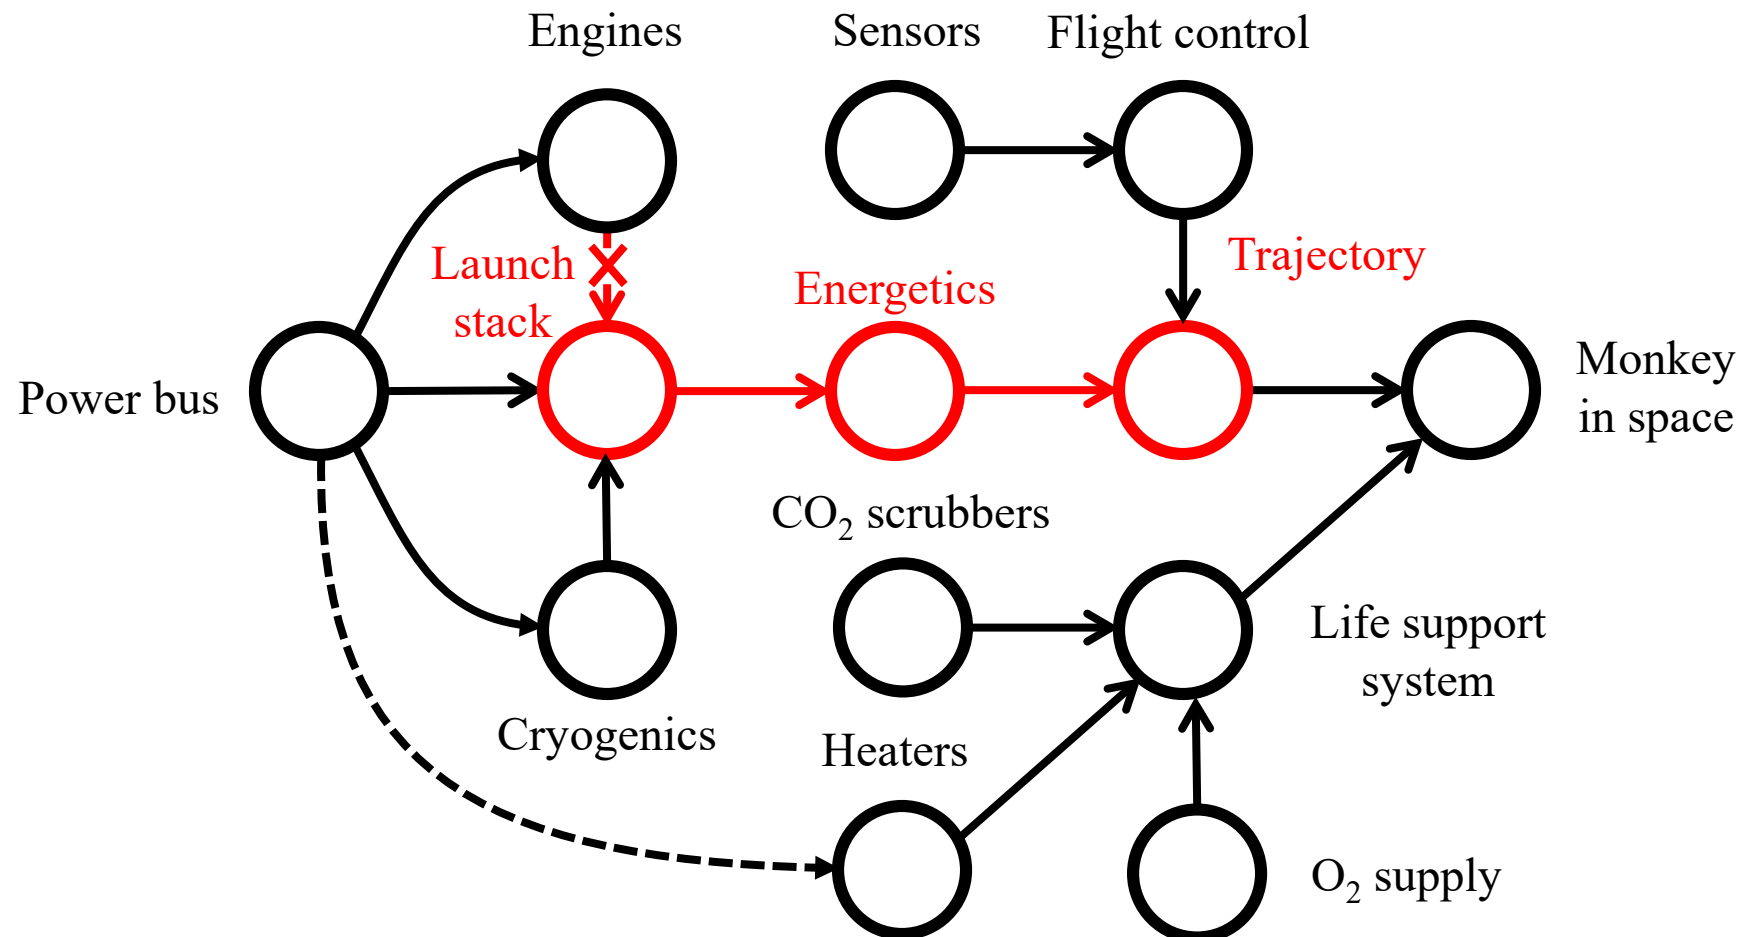 Engines
Sensors
Flight control
Launch
stack
Energetics
Trajectory
Power bus
Monkey
in space
CO₂ scrubbers
Life support
system
Cryogenics
Heaters
O₂ supply